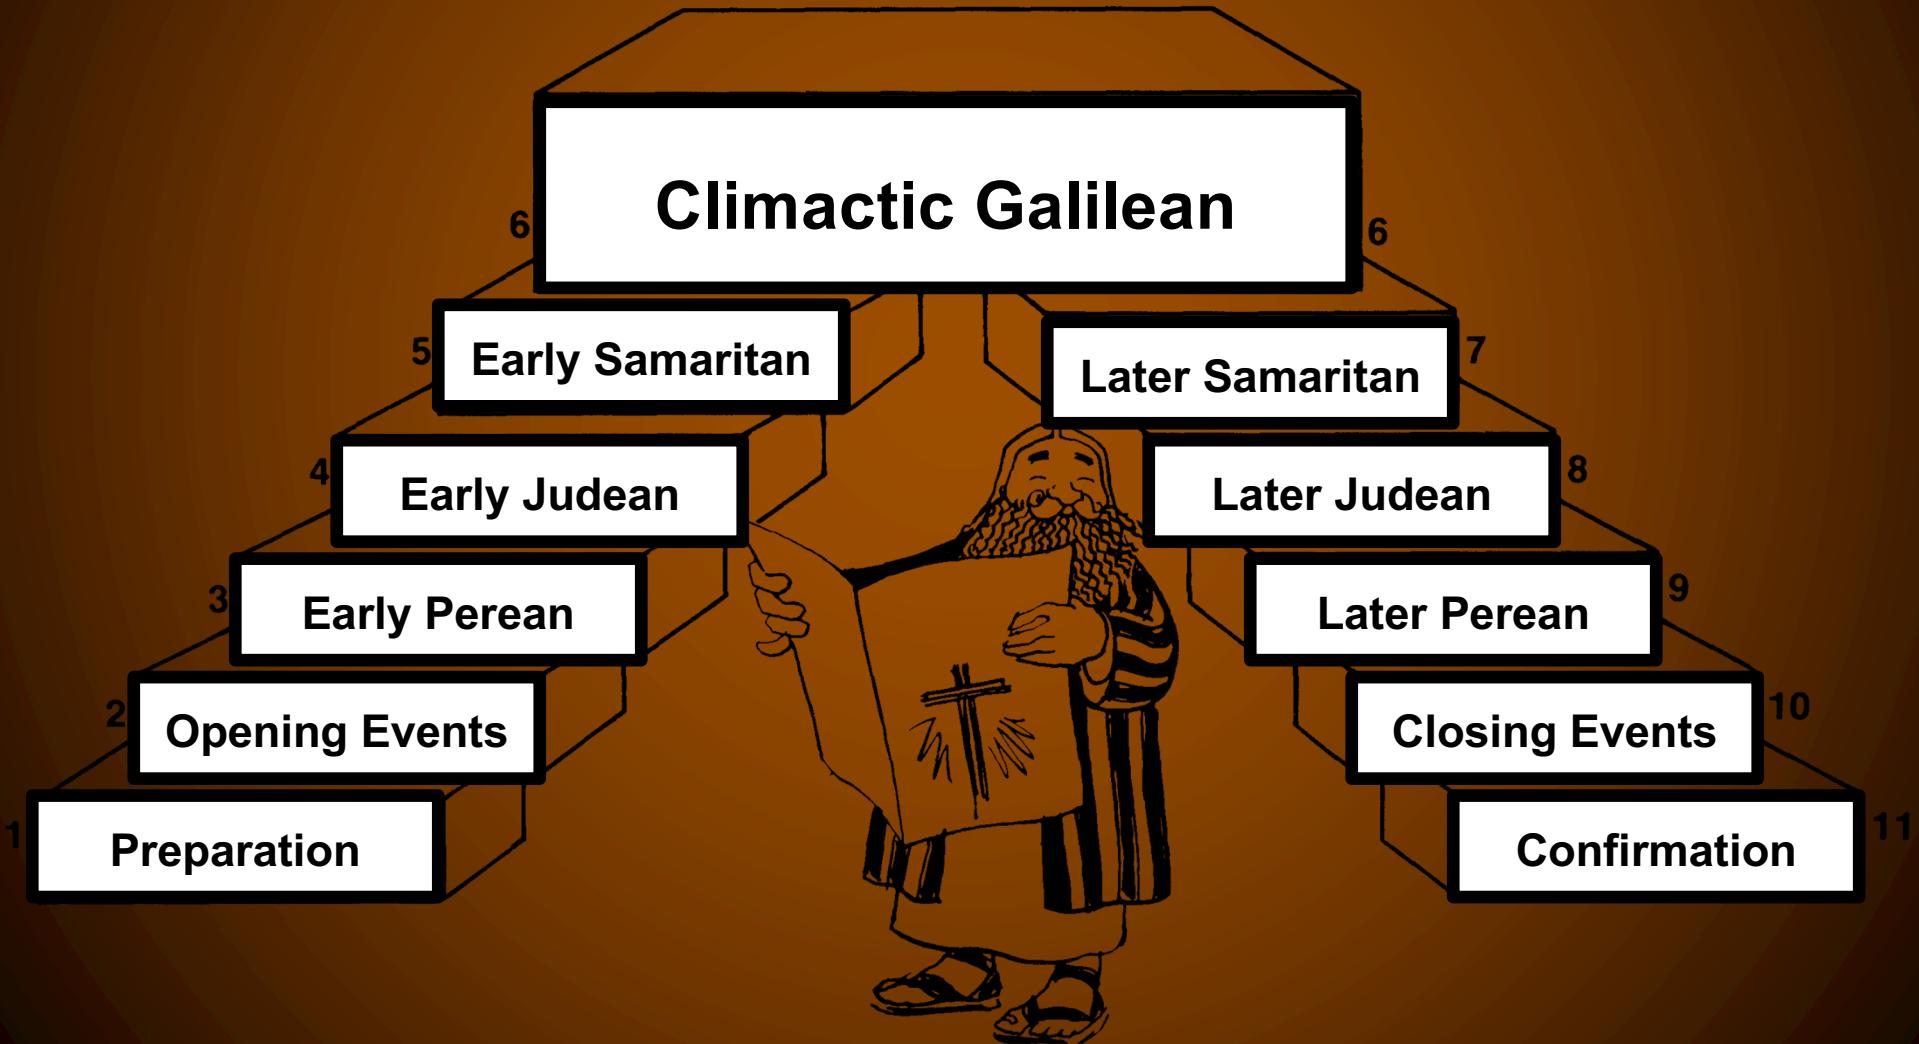 Climactic Galilean
6
6
5
Early Samaritan
Later Samaritan
7
4
Early Judean
Later Judean
8
3
Early Perean
Later Perean
9
2
Opening Events
Closing Events
10
1
Preparation
Confirmation
11